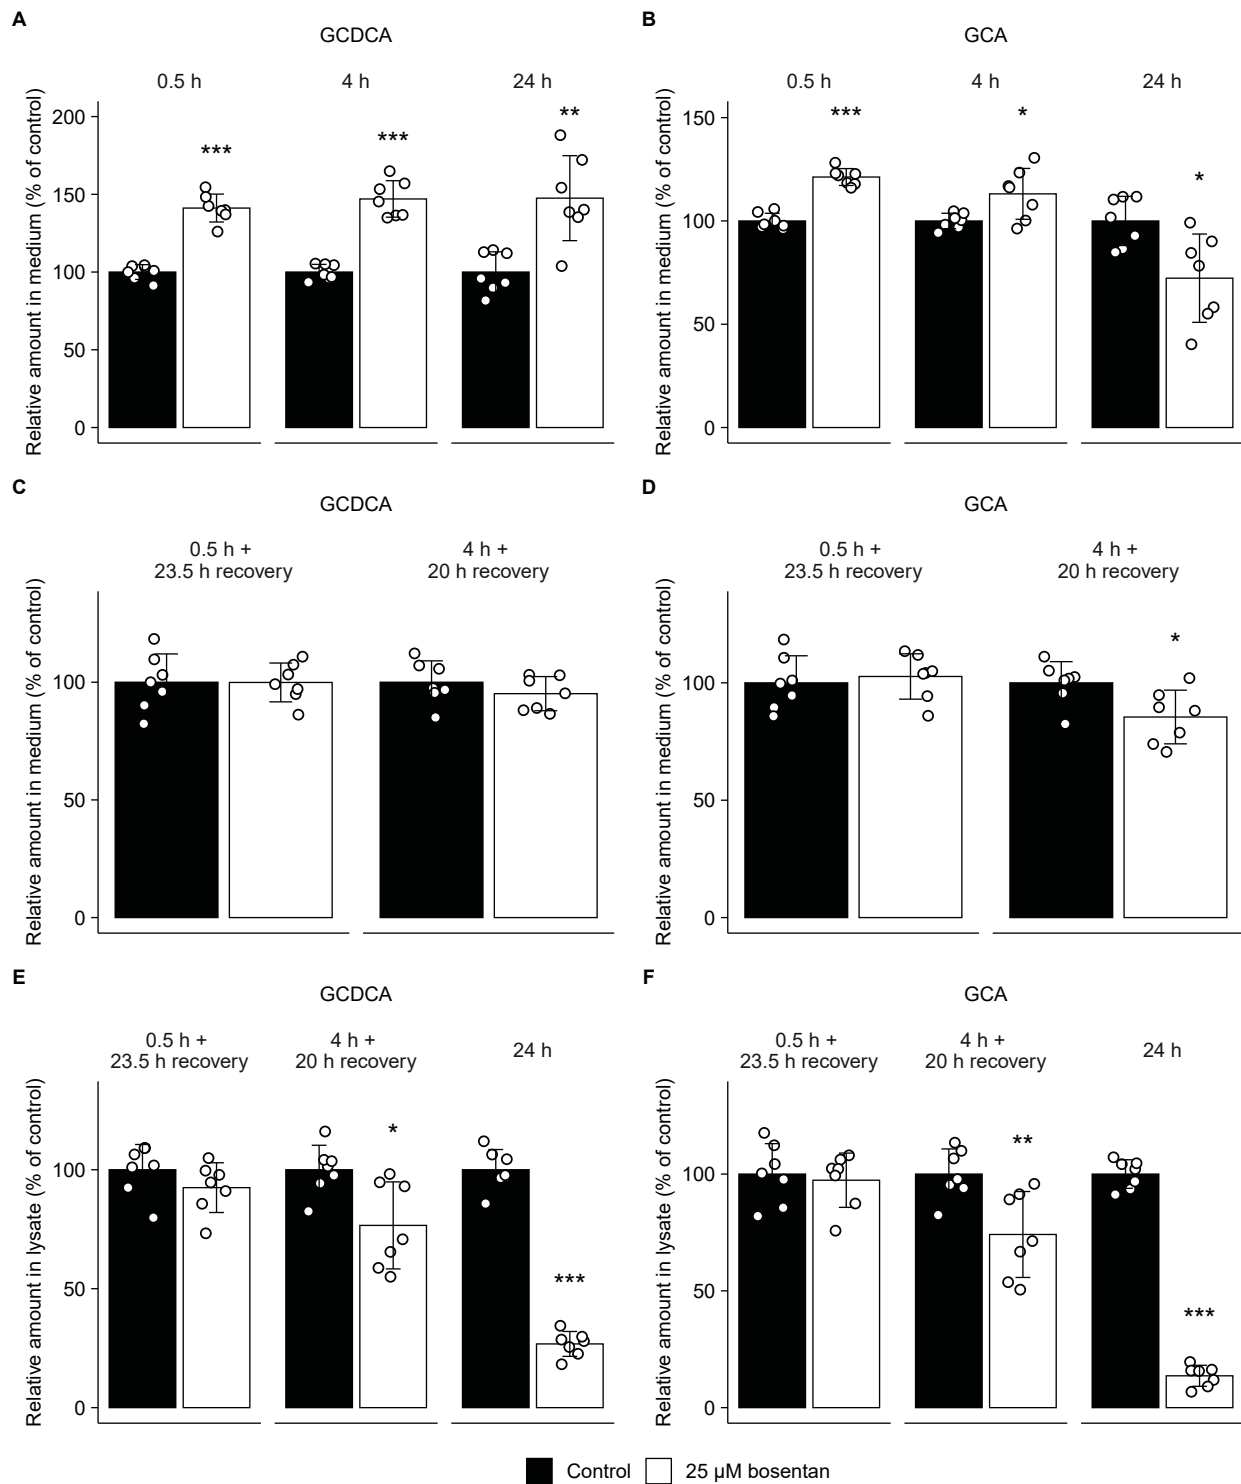 A
GCDCA
0.5 h
4 h
24 h
Relative amount in medium (% of control)
200
150
100
50
0
***
***
**
B
GCA
0.5 h
4 h
24 h
Relative amount in medium (% of control)
150
100
50
0
***
*
*
C
GCDCA
0.5 h +
23.5 h recovery
4 h +
20 h recovery
Relative amount in medium (% of control)
100
50
0
D
GCA
0.5 h +
23.5 h recovery
4 h +
20 h recovery
Relative amount in medium (% of control)
100
50
0
*
E
GCDCA
0.5 h +
23.5 h recovery
4 h +
20 h recovery
24 h
Relative amount in lysate (% of control)
100
50
0
*
***
F
GCA
0.5 h +
23.5 h recovery
4 h +
20 h recovery
24 h
Relative amount in lysate (% of control)
100
50
0
**
***
Control
25 µM bosentan